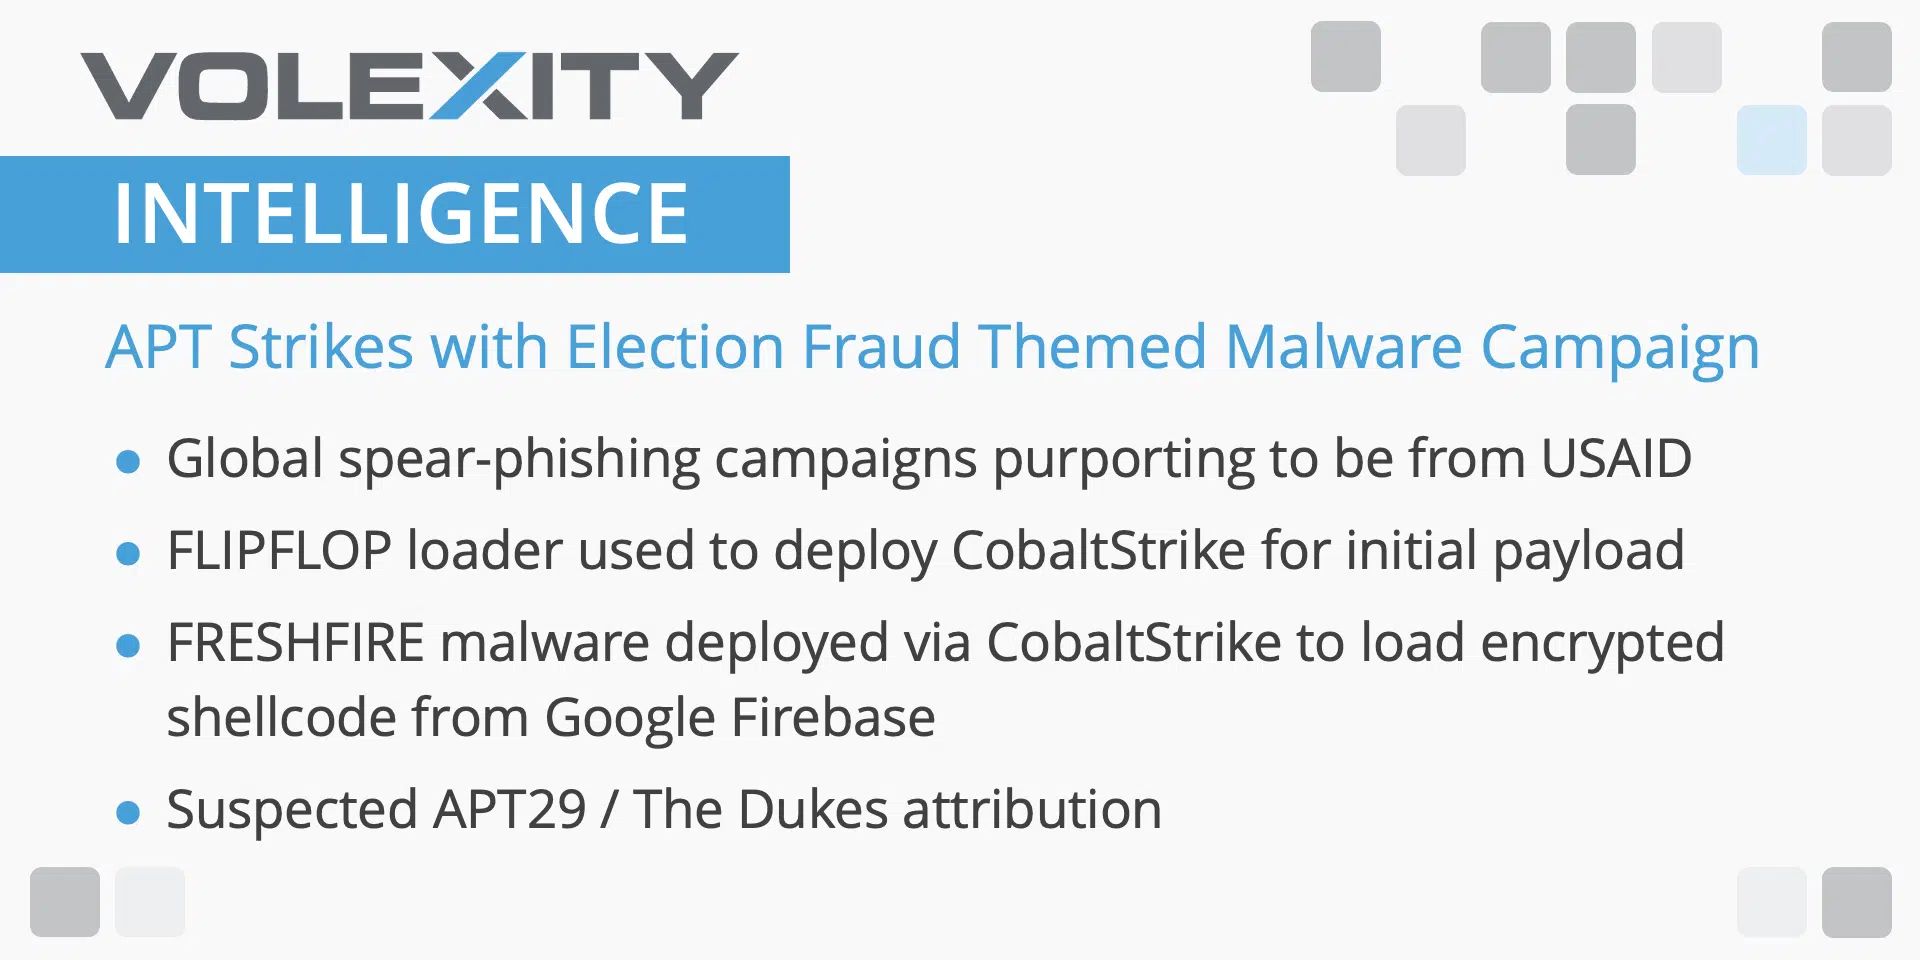 VOLEXITY
INTELLIGENCE
APT Strikes with Election Fraud Themed Malware Campaign
● Global spear-phishing campaigns purporting to be from USAID
● FLIPFLOP loader used to deploy CobaltStrike for initial payload
● FRESHFIRE malware deployed via CobaltStrike to load encrypted
shellcode from Google Firebase
● Suspected APT29 / The Dukes attribution